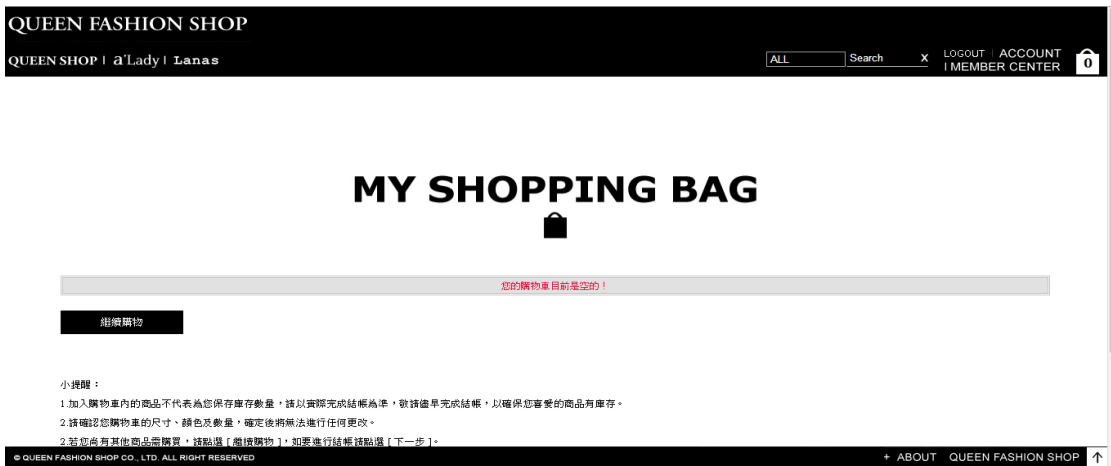 QUEEN FASHION SHOP
QUEEN SHOP | a'Lady | Lanas
ALL Search X LOGOUT | ACCOUNT
| MEMBER CENTER 0
MY SHOPPING BAG
您的購物車目前是空的！
繼續購物
小提醒：
1.加入購物車內的商品不代表為您保存庫存數量，請以實際完成結帳為準，敬請儘早完成結帳，以確保您喜愛的商品有庫存。
2.請確認您購物車的尺寸、顏色及數量，確定後將無法進行任何更改。
2.若您尚有其他商品需購買，請點選 [ 繼續購物 ]，如要進行結帳請點選 [ 下一步 ]。
© QUEEN FASHION SHOP CO., LTD. ALL RIGHT RESERVED + ABOUT QUEEN FASHION SHOP ↑